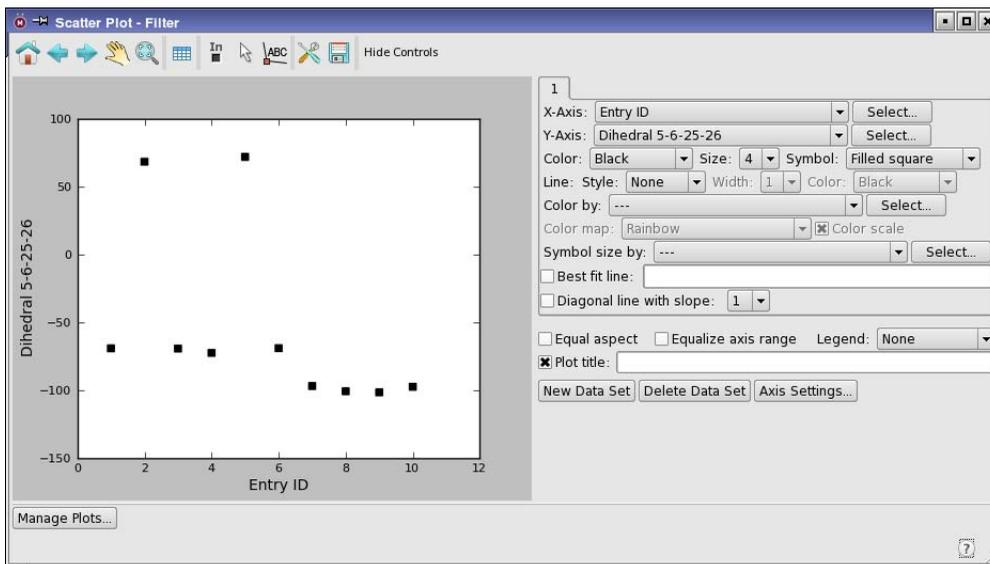 Scatter Plot - Filter
In
ABC
Hide Controls
100
50
0
−50
−100
−150
0 2 4 6 8 10 12
Dihedral 5-6-25-26
Entry ID
1
X-Axis: Entry ID Select...
Y-Axis: Dihedral 5-6-25-26 Select...
Color: Black Size: 4 Symbol: Filled square
Line: Style: None Width: 1 Color: Black
Color by: --- Select...
Color map: Rainbow Color scale
Symbol size by: --- Select...
Best fit line:
Diagonal line with slope: 1
Equal aspect Equalize axis range Legend: None
Plot title:
New Data Set Delete Data Set Axis Settings...
Manage Plots...
?